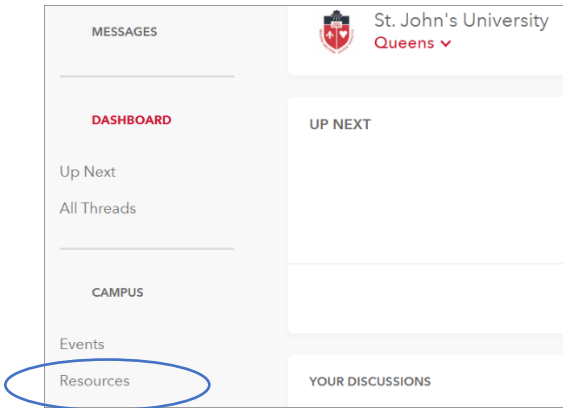 MESSAGES
DASHBOARD
Up Next
All Threads
CAMPUS
Events
Resources
St. John's University
Queens
UP NEXT
YOUR DISCUSSIONS